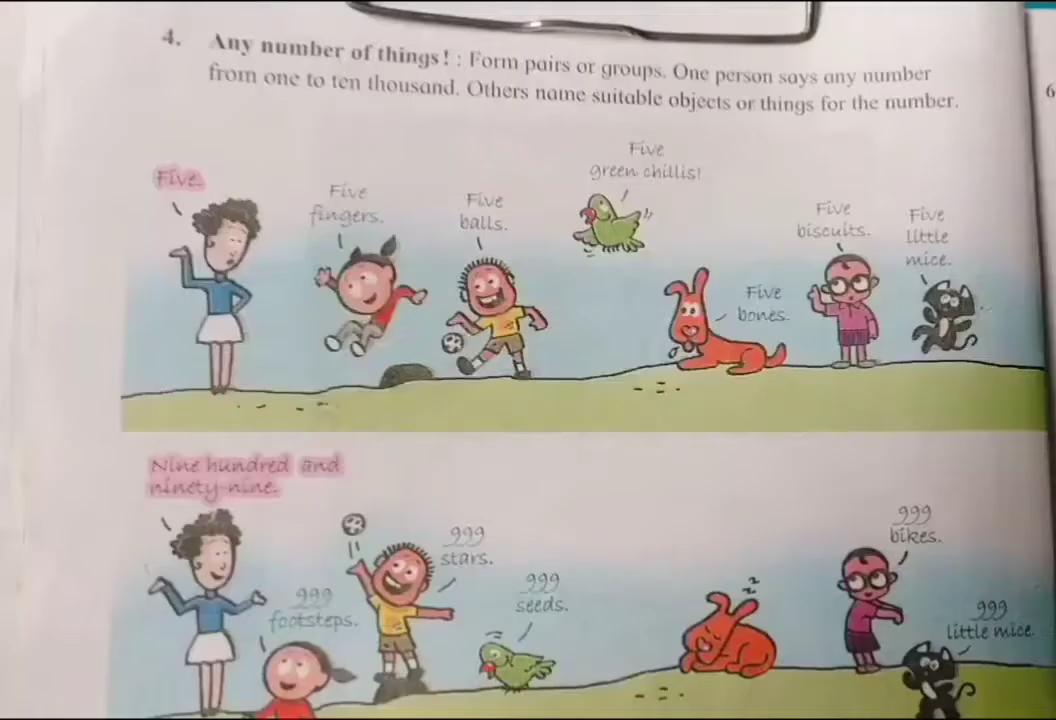 4. Any number of things! : Form pairs or groups. One person says any number
from one to ten thousand. Others name suitable objects or things for the number.
Five.
Five
fingers.
Five
balls.
Five
green chillis!
Five
bones.
Five
biscuits.
Five
little
mice.
Nine hundred and
ninety-nine.
999
footsteps.
999
stars.
999
seeds.
zz
999
bikes.
999
little mice.
6